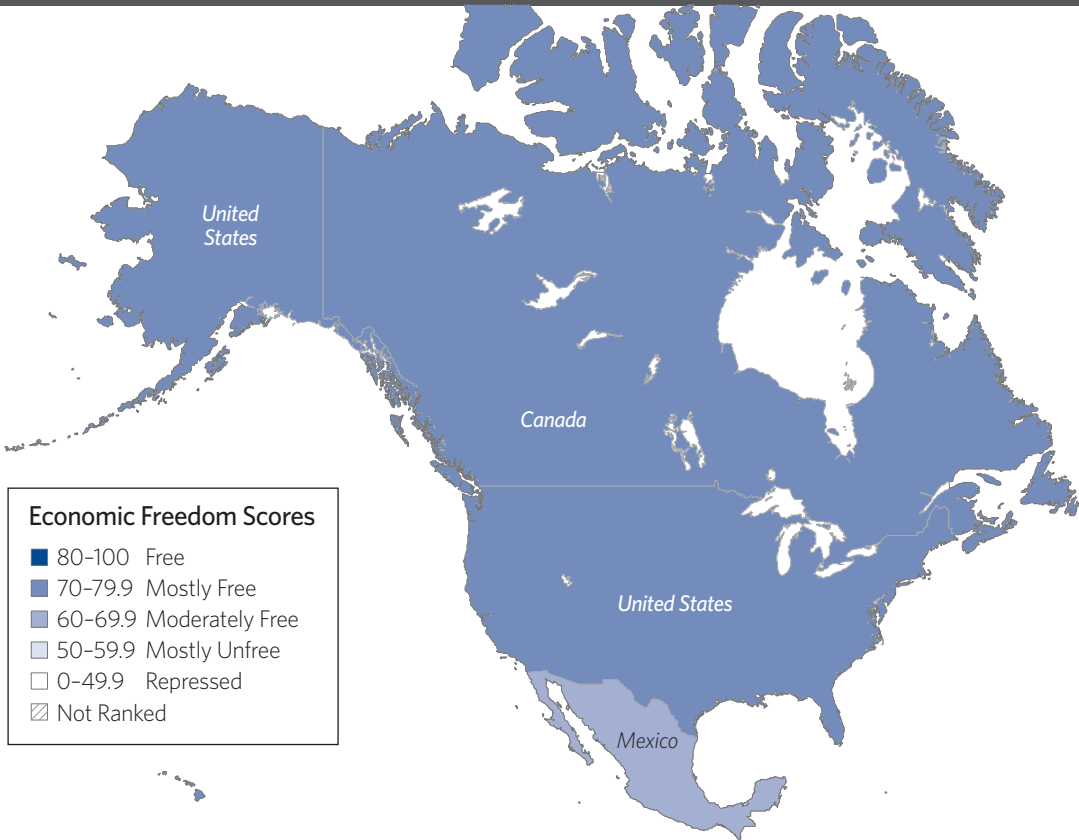 United
States
Canada
United States
Mexico
Economic Freedom Scores
80–100 Free
70–79.9 Mostly Free
60–69.9 Moderately Free
50–59.9 Mostly Unfree
0–49.9 Repressed
Not Ranked